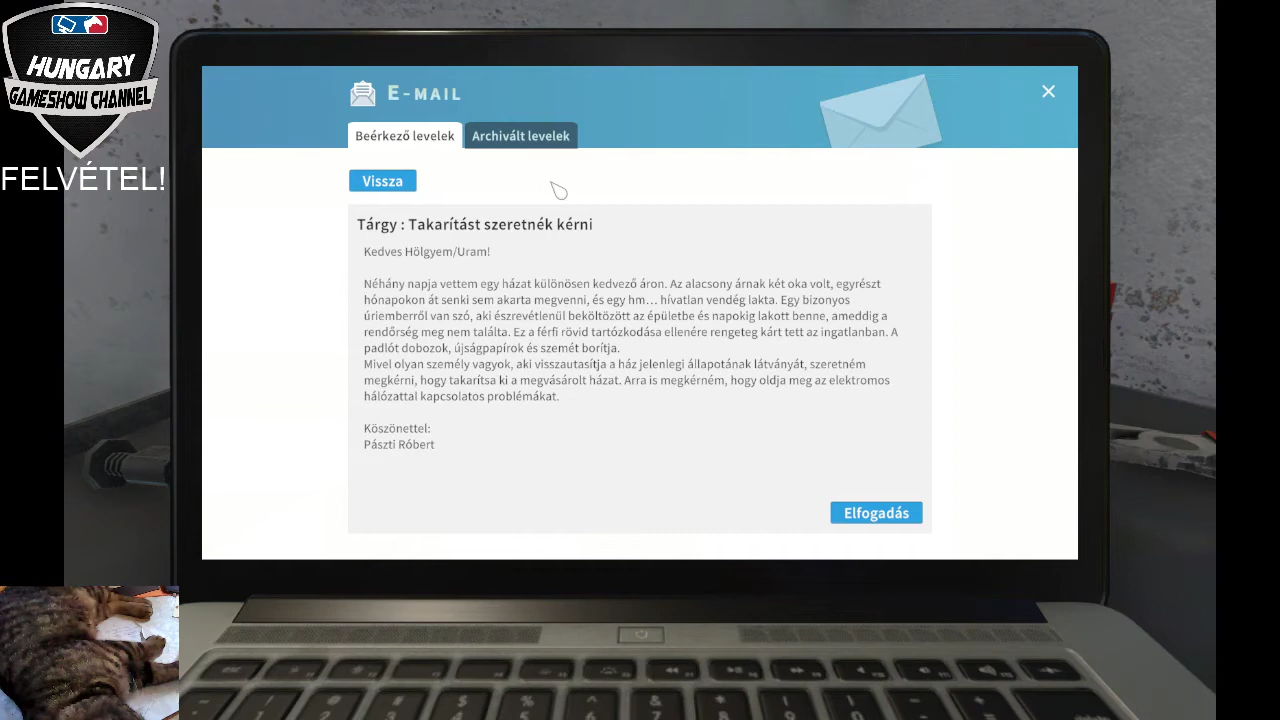 HUNGARY
GAMESHOW CHANNEL
FELVÉTEL!
E-MAIL
Beérkező levelek
Archivált levelek
Vissza
Tárgy : Takarítást szeretnék kérni
Kedves Hölgyem/Uram!
Néhány napja vettem egy házat különösen kedvező áron. Az alacsony árnak két oka volt, egyrészt
hónapokon át senki sem akarta megvenni, és egy hm... hívatlan vendég lakta. Egy bizonyos
úriemberről van szó, aki észrevétlenül beköltözött az épületbe és napokig lakott benne, ameddig a
rendőrség meg nem találta. Ez a férfi rövid tartózkodása ellenére rengeteg kárt tett az ingatlanban. A
padlót dobozok, újságpapírok és szemét borítja.
Mivel olyan személy vagyok, aki visszautasítja a ház jelenlegi állapotának látványát, szeretném
megkérni, hogy takarítsa ki a megvásárolt házat. Arra is megkérném, hogy oldja meg az elektromos
hálózattal kapcsolatos problémákat.
Köszönettel:
Pászti Róbert
Elfogadás